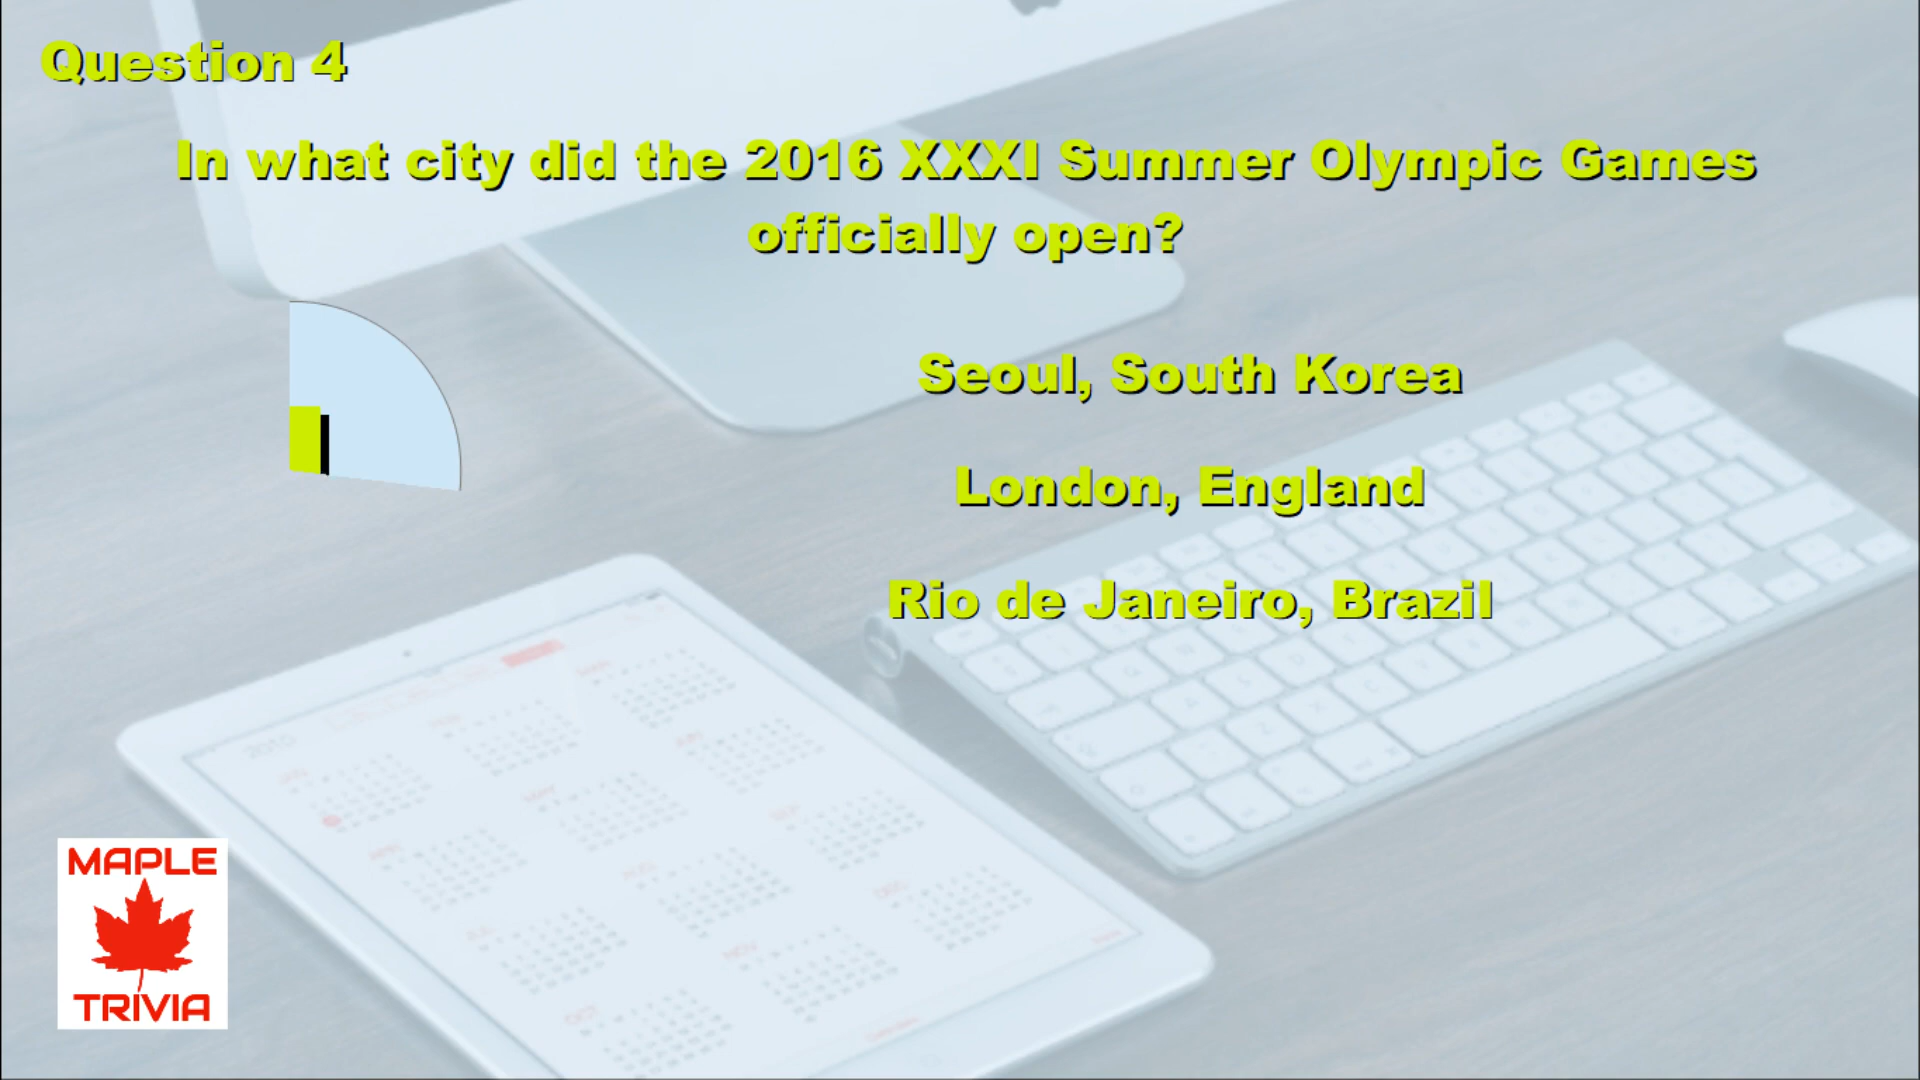 Question 4
In what city did the 2016 XXXI Summer Olympic Games
officially open?
Seoul, South Korea
London, England
Rio de Janeiro, Brazil
MAPLE
TRIVIA